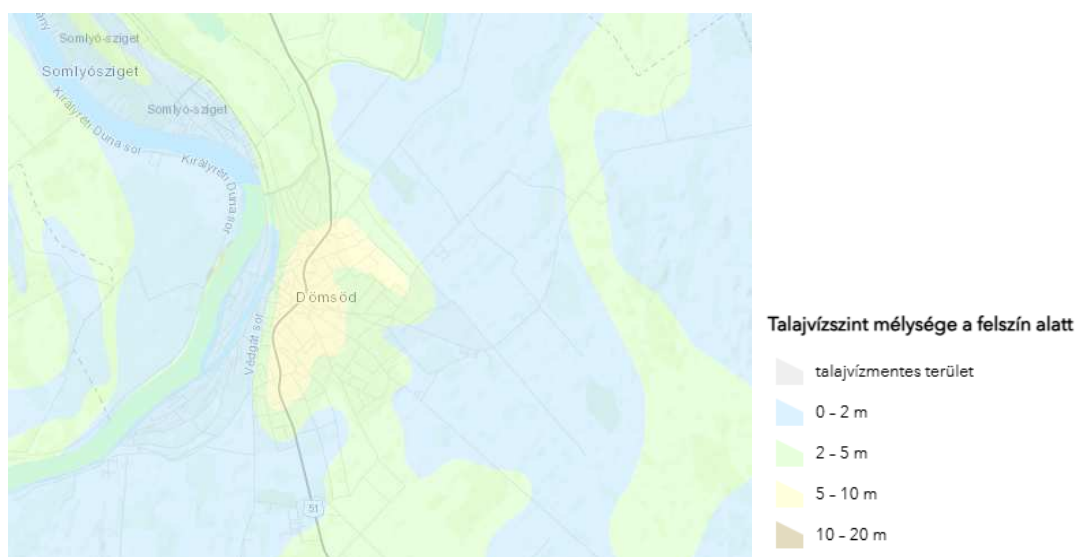 Somlyó-sziget
Somlyósziget
Somlyó-sziget
Királyréti Duna sor
Királyréti Duna sor
Dömsöd
Védgát sor
51
Talajvízszint mélysége a felszín alatt
talajvízmentes terület
0 - 2 m
2 - 5 m
5 - 10 m
10 - 20 m